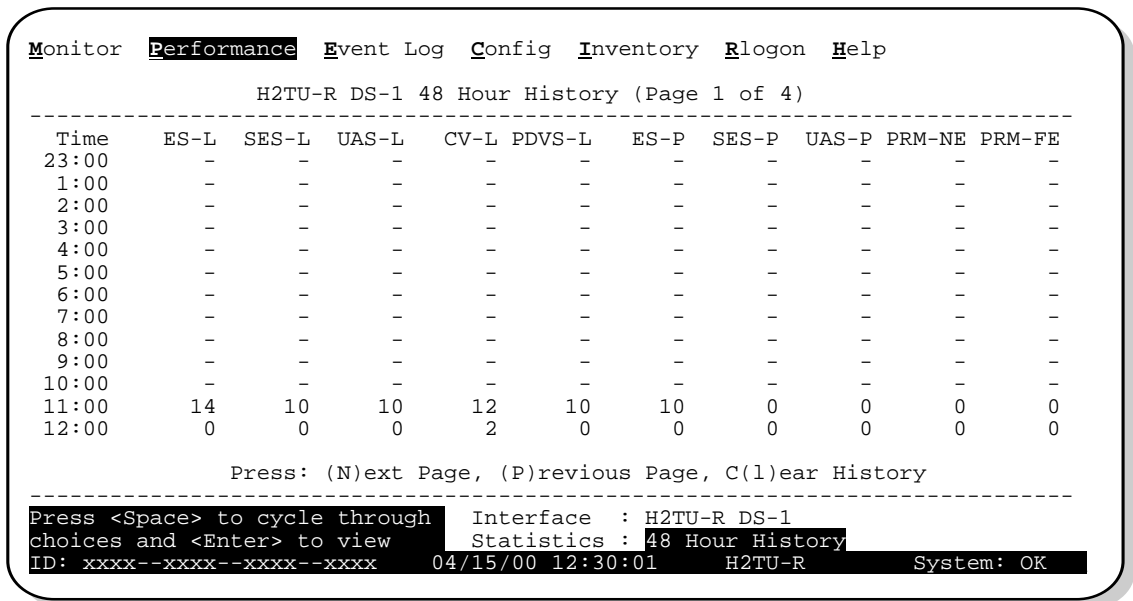 Monitor  Performance  Event Log  Config  Inventory  Rlogon  Help
H2TU-R DS-1 48 Hour History (Page 1 of 4)
--------------------------------------------------------------------------------
Time ES-L SES-L UAS-L CV-L PDVS-L ES-P SES-P UAS-P PRM-NE PRM-FE
23:00 - - - - - - - - - -
1:00 - - - - - - - - - -
2:00 - - - - - - - - - -
3:00 - - - - - - - - - -
4:00 - - - - - - - - - -
5:00 - - - - - - - - - -
6:00 - - - - - - - - - -
7:00 - - - - - - - - - -
8:00 - - - - - - - - - -
9:00 - - - - - - - - - -
10:00 - - - - - - - - - -
11:00 14 10 10 12 10 10 0 0 0 0
12:00 0 0 0 2 0 0 0 0 0 0
Press: (N)ext Page, (P)revious Page, C(l)ear History
--------------------------------------------------------------------------------
Press <Space> to cycle through Interface : H2TU-R DS-1
choices and <Enter> to view Statistics : 48 Hour History
ID: xxxx--xxxx--xxxx--xxxx 04/15/00 12:30:01 H2TU-R System: OK